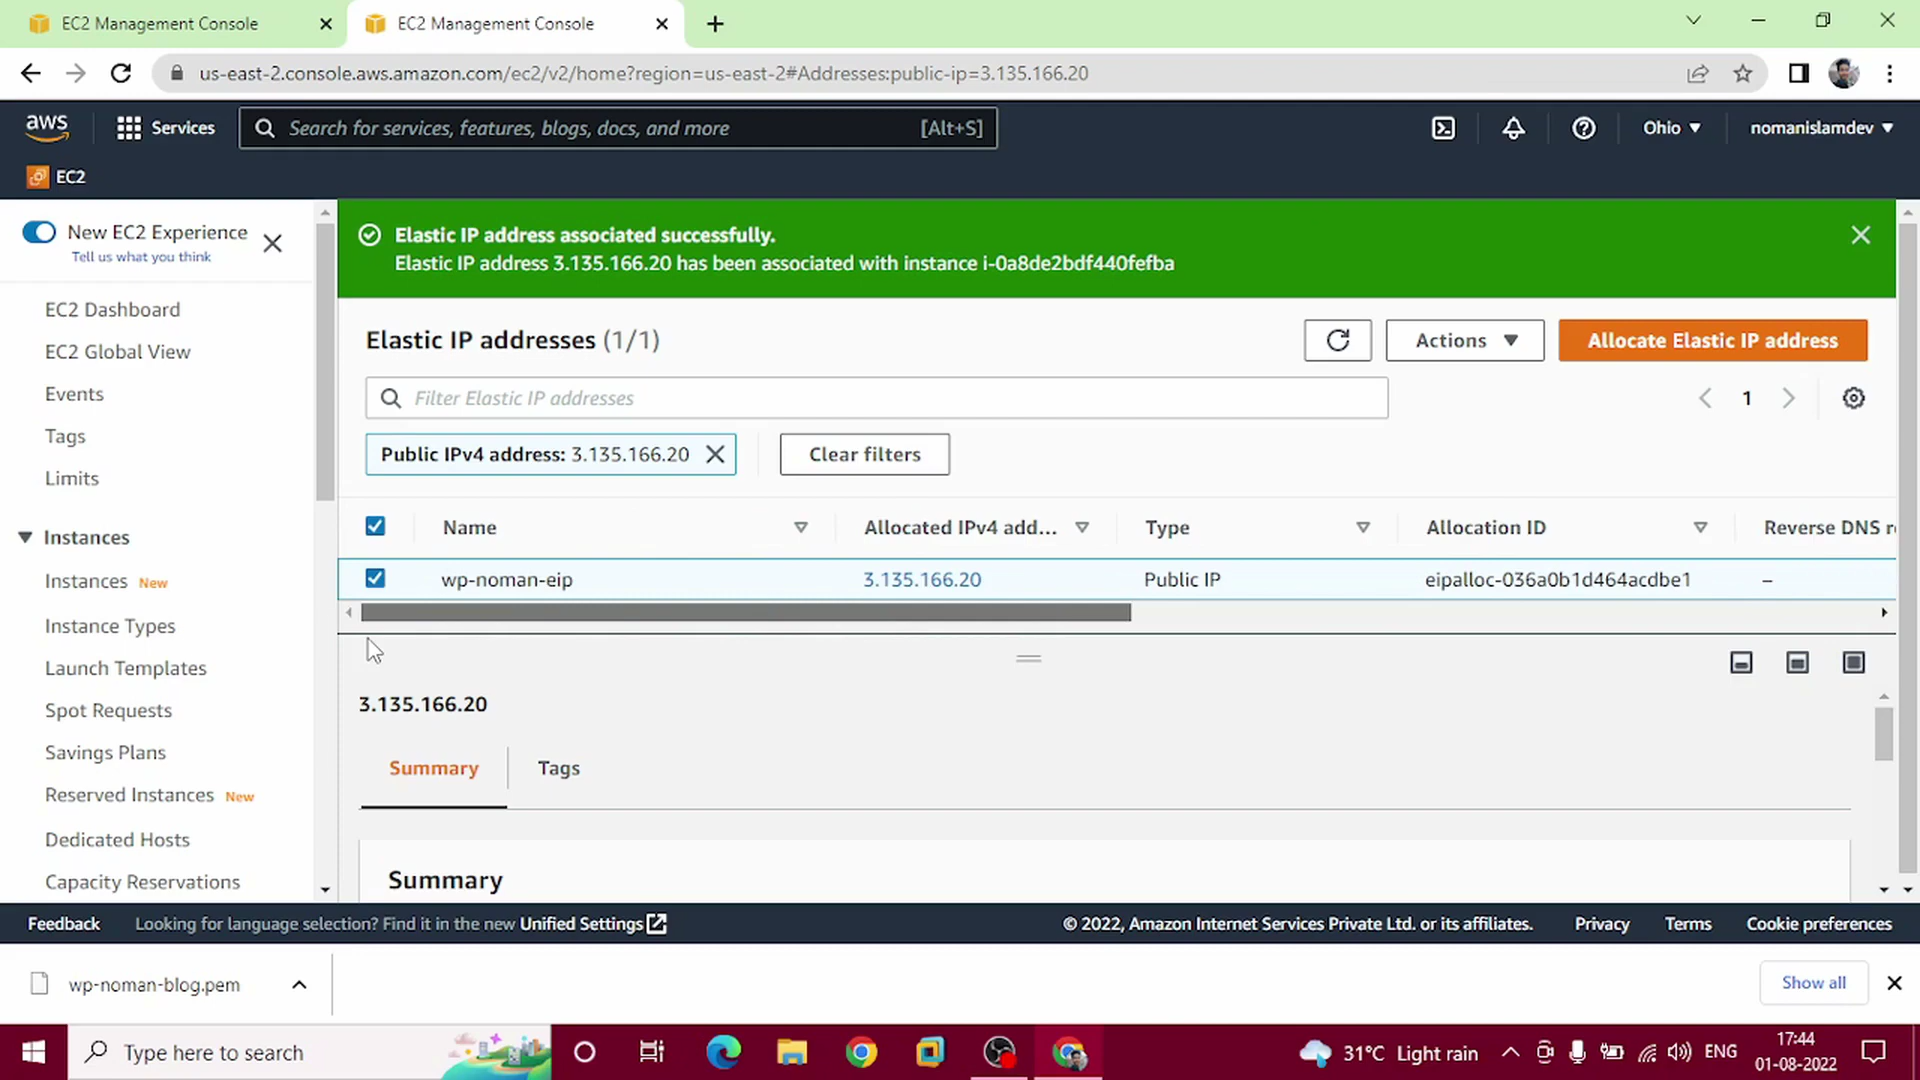 EC2 Management Console
EC2 Management Console
us-east-2.console.aws.amazon.com/ec2/v2/home?region=us-east-2#Addresses:public-ip=3.135.166.20
aws
Services
Search for services, features, blogs, docs, and more
[Alt+S]
Ohio
nomanislamdev
EC2
New EC2 Experience
Tell us what you think
EC2 Dashboard
EC2 Global View
Events
Tags
Limits
Instances
Instances New
Instance Types
Launch Templates
Spot Requests
Savings Plans
Reserved Instances New
Dedicated Hosts
Capacity Reservations
Elastic IP address associated successfully.
Elastic IP address 3.135.166.20 has been associated with instance i-0a8de2bdf440fefba
Elastic IP addresses (1/1)
Actions
Allocate Elastic IP address
Filter Elastic IP addresses
1
Public IPv4 address: 3.135.166.20
Clear filters
Name
Allocated IPv4 add...
Type
Allocation ID
Reverse DNS r
wp-noman-eip
3.135.166.20
Public IP
eipalloc-036a0b1d464acdbe1
–
3.135.166.20
Summary
Tags
Summary
Feedback
Looking for language selection? Find it in the new Unified Settings
© 2022, Amazon Internet Services Private Ltd. or its affiliates.
Privacy
Terms
Cookie preferences
wp-noman-blog.pem
Show all
Type here to search
31°C Light rain
ENG
17:44
01-08-2022